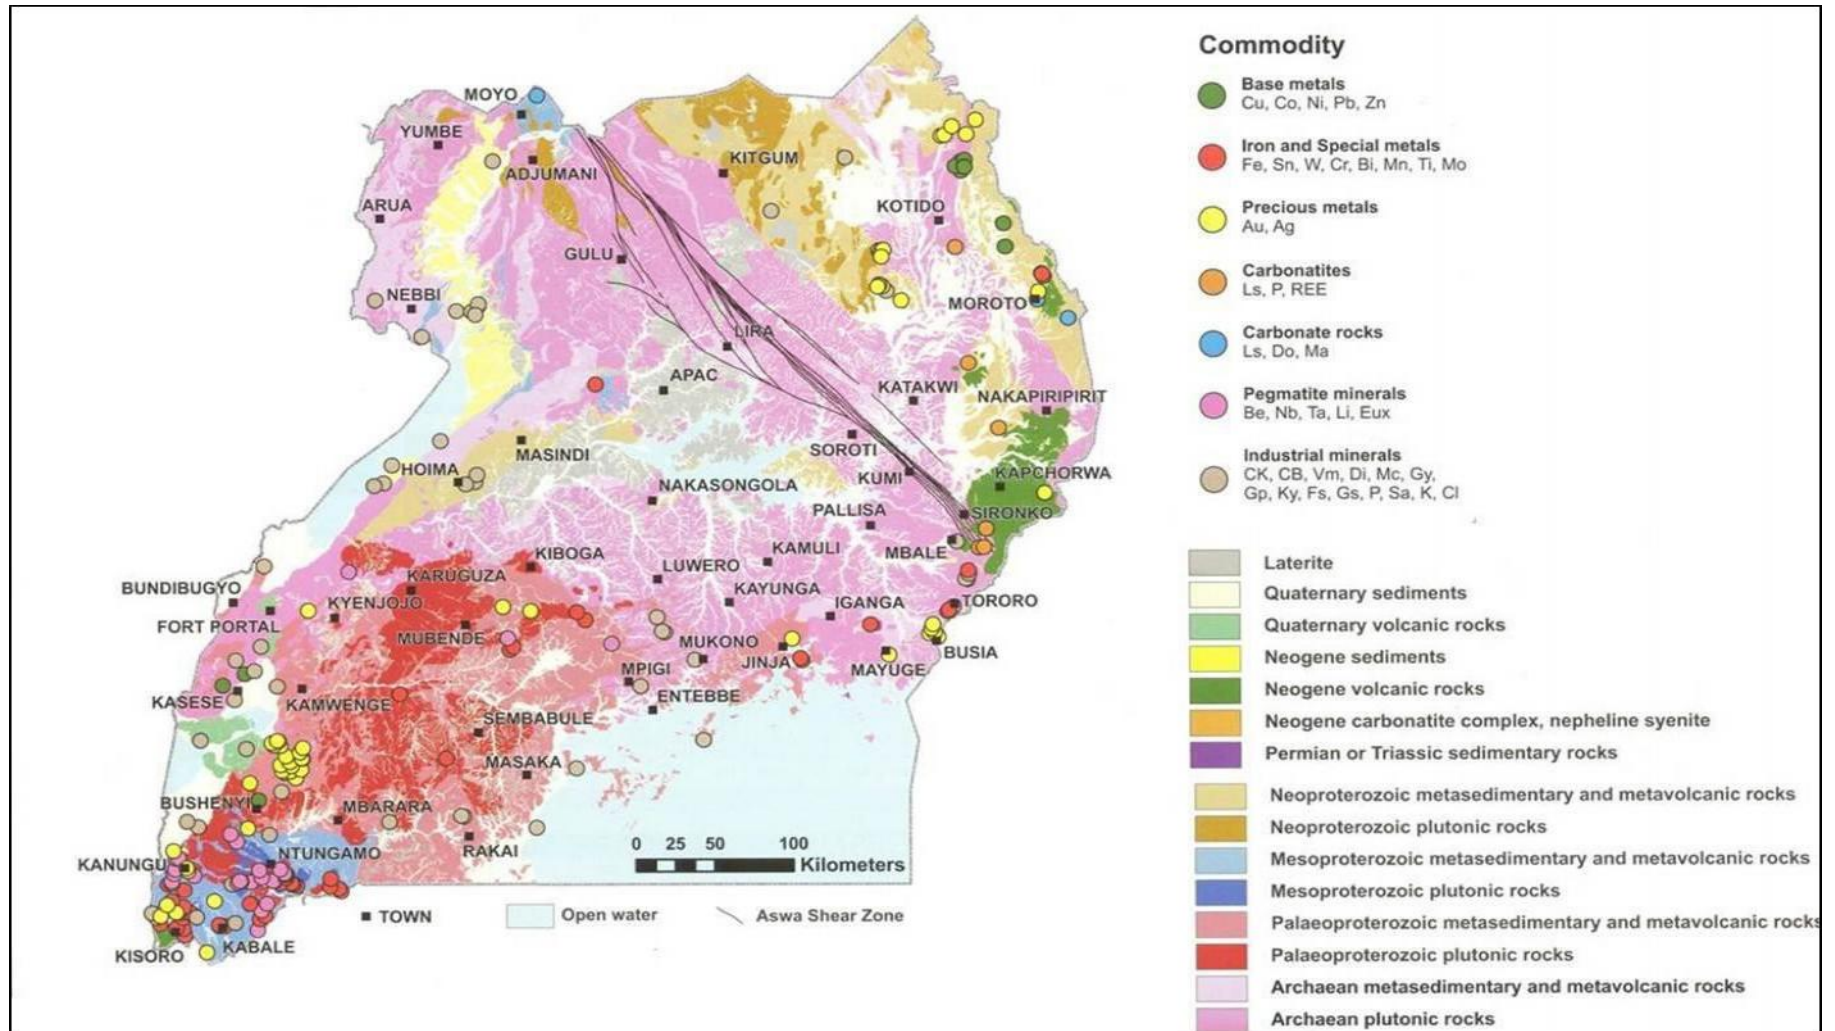 MOYO
YUMBE
ADJUMANI
KITGUM
ARUA
KOTIDO
GULU
NEBBI
MOROTO
LIRA
APAC
KATAKWI
NAKAPIRIPIRIT
MASINDI
SOROTI
HOIMA
KUMI
KAPCHORWA
NAKASONGOLA
PALLISA
SIRONKO
KIBOGA
KAMULI
MBALE
BUNDIBUGYO
KARUGUZA
LUWERO
KAYUNGA
KYENJOJO
IGANGA
TORORO
FORT PORTAL
MUBENDE
MUKONO
BUSIA
JINJA
MAYUGE
MPIGI
KASESE
KAMWENGE
ENTEBBE
SEMBABULE
MASAKA
BUSHENYI
MBARARA
RAKAI
KANUNGU
NTUNGAMO
KISORO
KABALE
0 25 50 100
Kilometers
TOWN
Open water
Aswa Shear Zone
Commodity
Base metals
Cu, Co, Ni, Pb, Zn
Iron and Special metals
Fe, Sn, W, Cr, Bi, Mn, Ti, Mo
Precious metals
Au, Ag
Carbonatites
Ls, P, REE
Carbonate rocks
Ls, Do, Ma
Pegmatite minerals
Be, Nb, Ta, Li, Eux
Industrial minerals
CK, CB, Vm, Di, Mc, Gy,
Gp, Ky, Fs, Gs, P, Sa, K, Cl
Laterite
Quaternary sediments
Quaternary volcanic rocks
Neogene sediments
Neogene volcanic rocks
Neogene carbonatite complex, nepheline syenite
Permian or Triassic sedimentary rocks
Neoproterozoic metasedimentary and metavolcanic rocks
Neoproterozoic plutonic rocks
Mesoproterozoic metasedimentary and metavolcanic rocks
Mesoproterozoic plutonic rocks
Palaeoproterozoic metasedimentary and metavolcanic rocks
Palaeoproterozoic plutonic rocks
Archaean metasedimentary and metavolcanic rocks
Archaean plutonic rocks